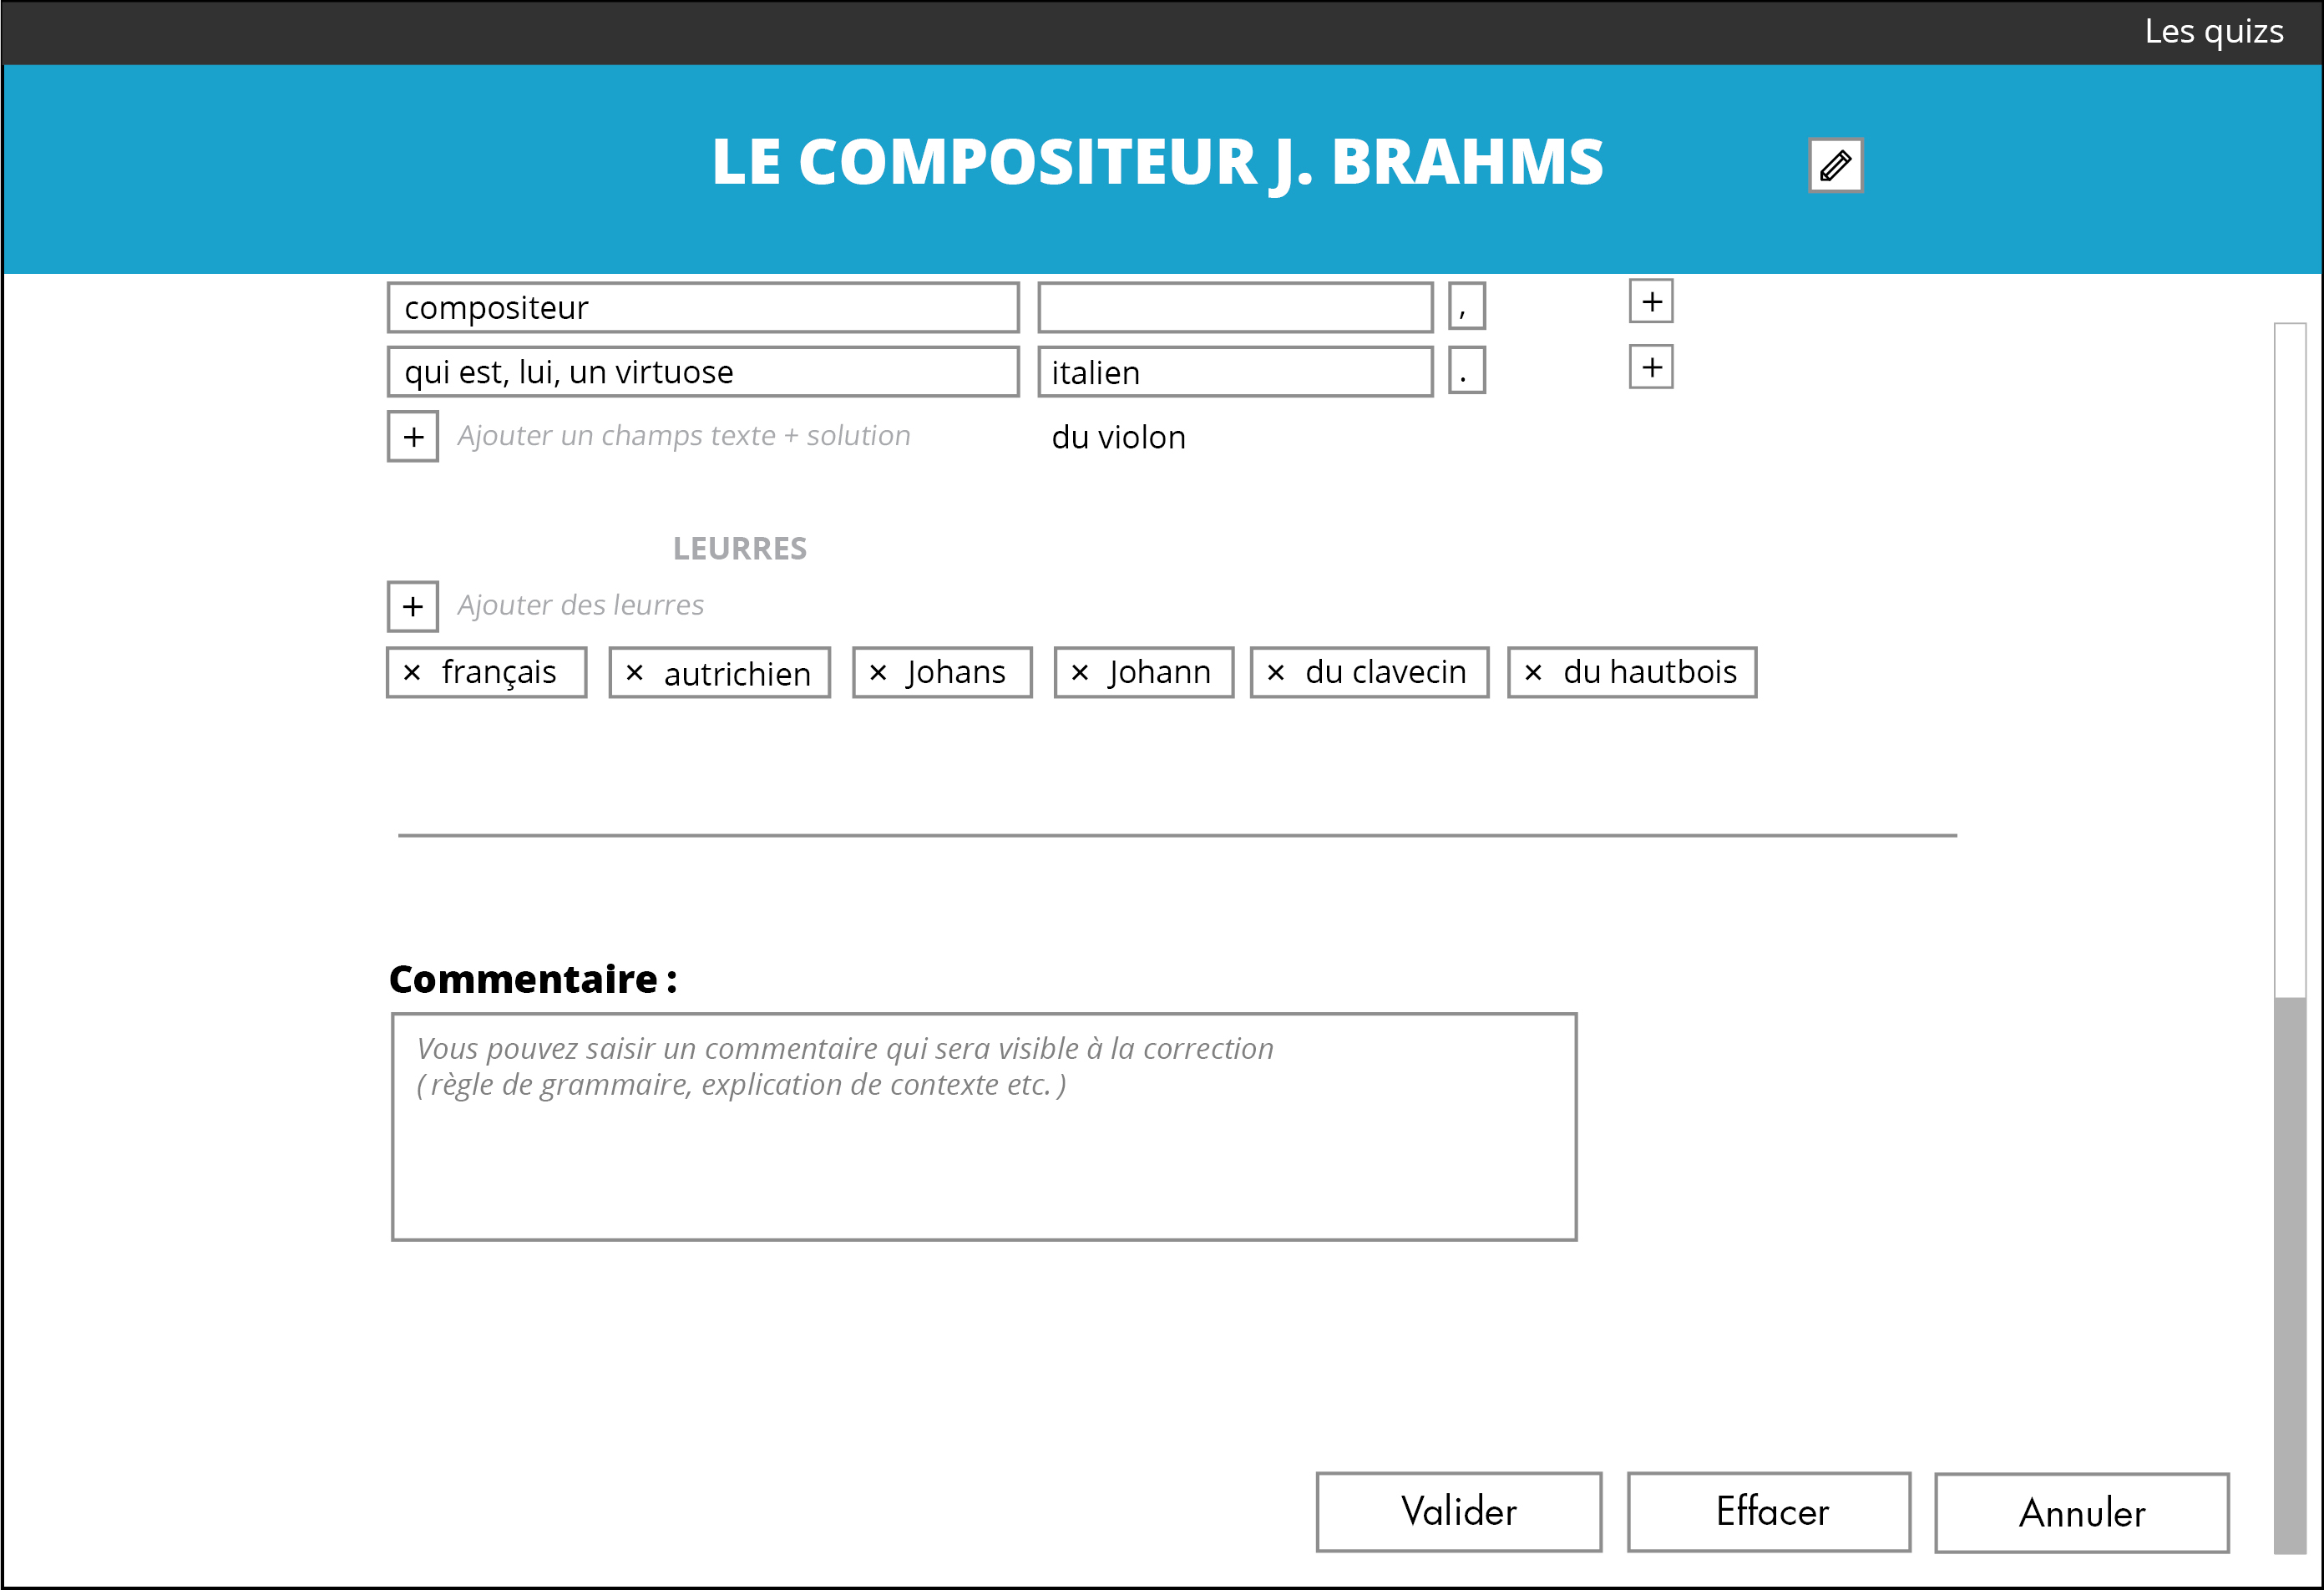 Les quizs
LE COMPOSITEUR J. BRAHMS
compositeur ,  +
qui est, lui, un virtuose italien . +
+ Ajouter un champs texte + solution du violon
LEURRES
+ Ajouter des leurres
× français × autrichien × Johans × Johann × du clavecin × du hautbois
Commentaire :
Vous pouvez saisir un commentaire qui sera visible à la correction
( règle de grammaire, explication de contexte etc. )
Valider Effacer Annuler